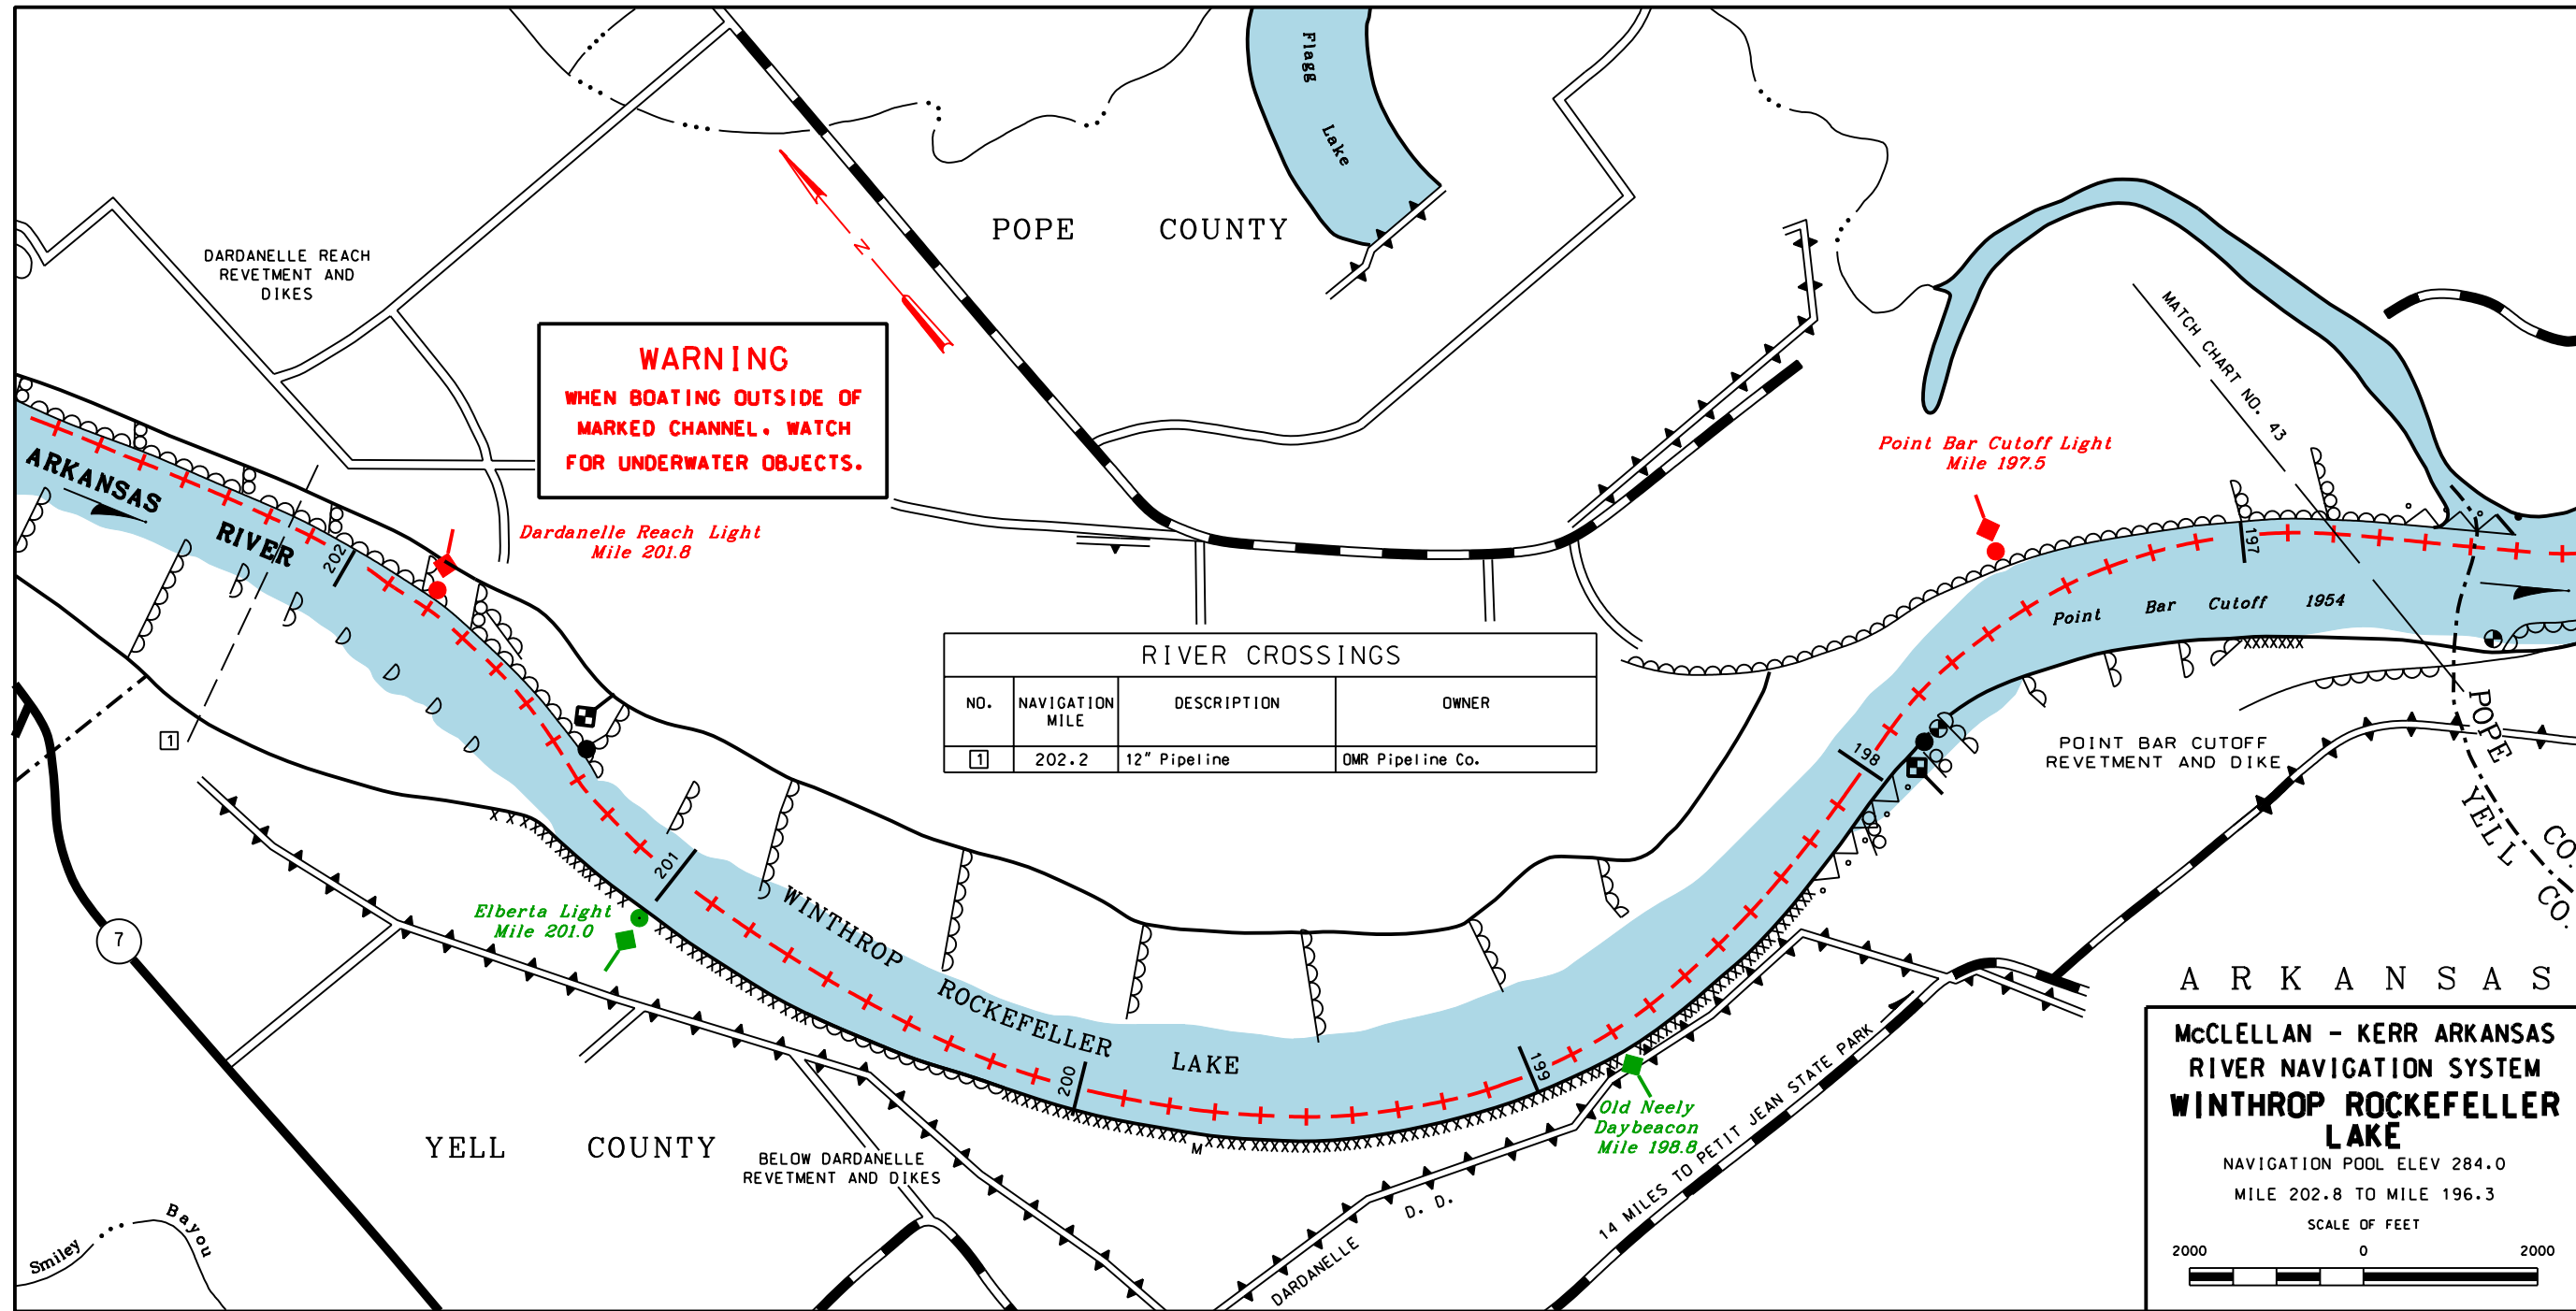 Flagg
Lake
POPE COUNTY
DARDANELLE REACH
REVETMENT AND
DIKES
N
WARNING
WHEN BOATING OUTSIDE OF
MARKED CHANNEL. WATCH
FOR UNDERWATER OBJECTS.
MATCH CHART NO. 43
Point Bar Cutoff Light
Mile 197.5
ARKANSAS
RIVER
202
Dardanelle Reach Light
Mile 201.8
197
Point Bar Cutoff 1954
RIVER CROSSINGS
NO. NAVIGATION MILE DESCRIPTION OWNER
1 202.2 12" Pipeline OMR Pipeline Co.
1
198
POINT BAR CUTOFF
REVETMENT AND DIKE
POPE CO.
YELL CO.
201
Elberta Light
Mile 201.0
7
WINTHROP
ROCKEFELLER
LAKE
200
199
Old Neely
Daybeacon
Mile 198.8
14 MILES TO PETIT JEAN STATE PARK
M
YELL COUNTY
BELOW DARDANELLE
REVETMENT AND DIKES
DARDANELLE D. D.
Smiley Bayou
ARKANSAS
McCLELLAN - KERR ARKANSAS
RIVER NAVIGATION SYSTEM
WINTHROP ROCKEFELLER
LAKE
NAVIGATION POOL ELEV 284.0
MILE 202.8 TO MILE 196.3
SCALE OF FEET
2000 0 2000